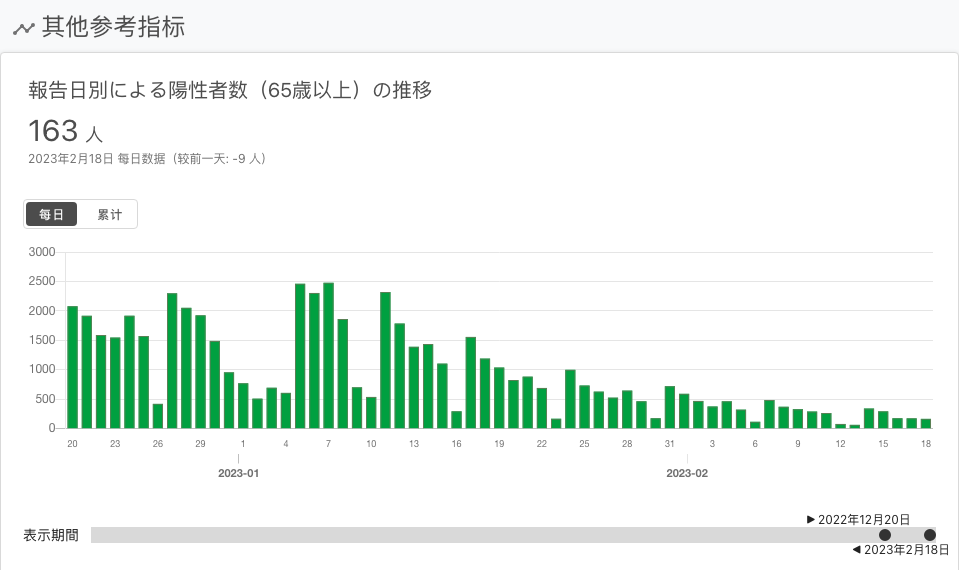 其他参考指标
報告日別による陽性者数（65歳以上）の推移
163 人
2023年2月18日 每日数据（较前一天: -9 人）
每日 累计
3000
2500
2000
1500
1000
500
0
20 23 26 29 1 4 7 10 13 16 19 22 25 28 31 3 6 9 12 15 18
2023-01 2023-02
▶ 2022年12月20日
表示期間
◀ 2023年2月18日